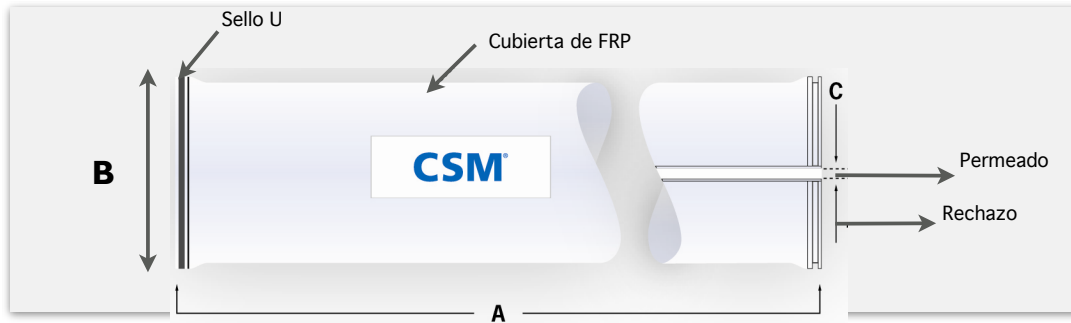 Sello U
Cubierta de FRP
C
B
CSM®
Permeado
Rechazo
A